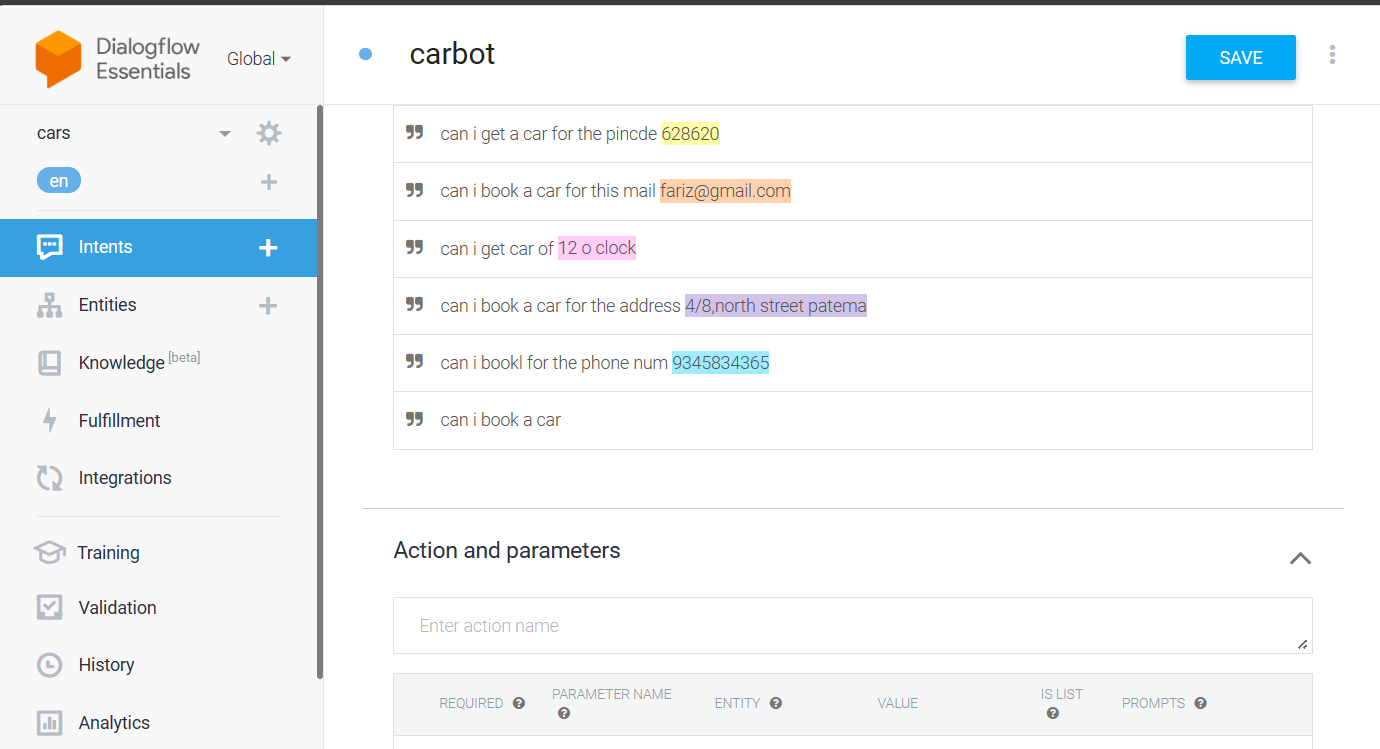 Dialogflow
Essentials
Global
carbot
SAVE
cars
en
Intents
Entities
Knowledge [beta]
Fulfillment
Integrations
Training
Validation
History
Analytics
can i get a car for the pincde 628620
can i book a car for this mail fariz@gmail.com
can i get car of 12 o clock
can i book a car for the address 4/8,north street patema
can i bookl for the phone num 9345834365
can i book a car
Action and parameters
Enter action name
REQUIRED
PARAMETER NAME
ENTITY
VALUE
IS LIST
PROMPTS